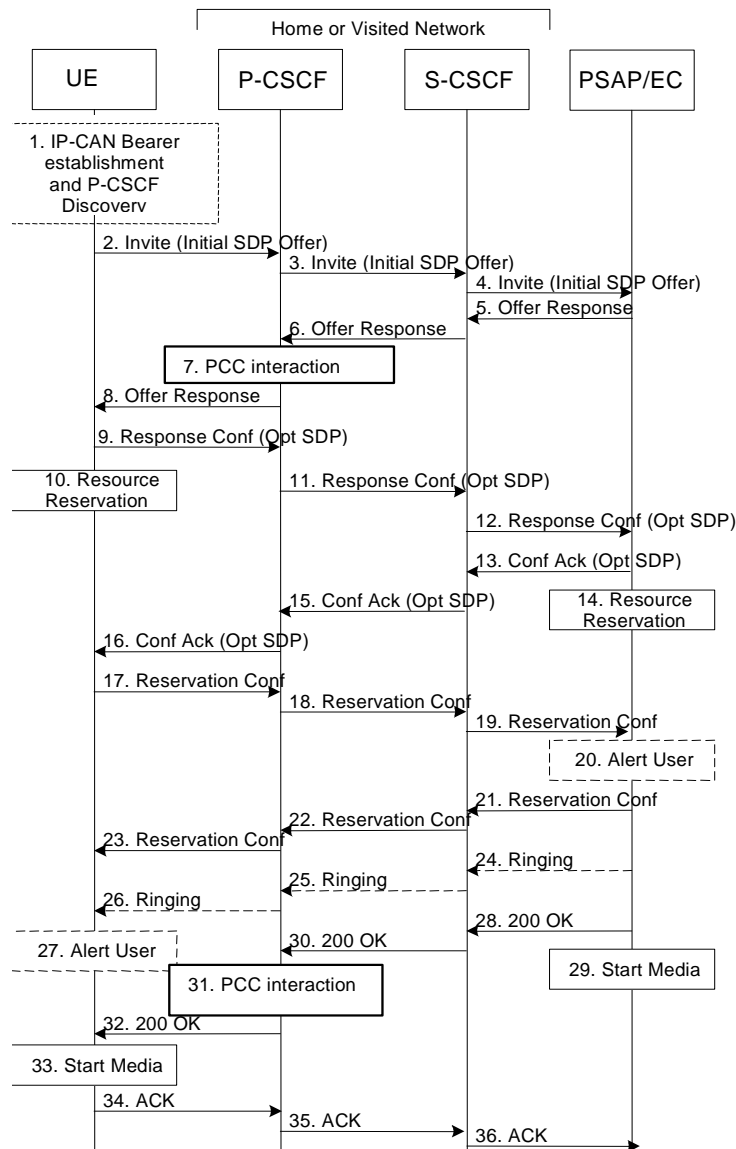 Home or Visited Network
UE
P-CSCF
S-CSCF
PSAP/EC
1. IP-CAN Bearer
establishment
and P-CSCF
Discovery
2. Invite (Initial SDP Offer)
3. Invite (Initial SDP Offer)
4. Invite (Initial SDP Offer)
5. Offer Response
6. Offer Response
7. PCC interaction
8. Offer Response
9. Response Conf (Opt SDP)
10. Resource
Reservation
11. Response Conf (Opt SDP)
12. Response Conf (Opt SDP)
13. Conf Ack (Opt SDP)
14. Resource
Reservation
15. Conf Ack (Opt SDP)
16. Conf Ack (Opt SDP)
17. Reservation Conf
18. Reservation Conf
19. Reservation Conf
20. Alert User
21. Reservation Conf
22. Reservation Conf
23. Reservation Conf
24. Ringing
25. Ringing
26. Ringing
27. Alert User
28. 200 OK
29. Start Media
30. 200 OK
31. PCC interaction
32. 200 OK
33. Start Media
34. ACK
35. ACK
36. ACK